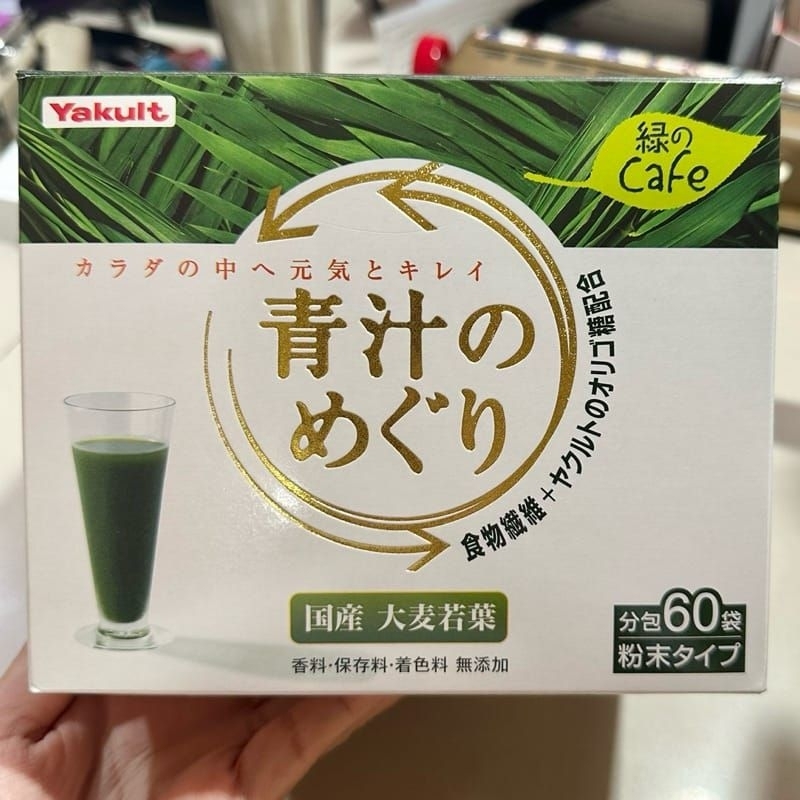 Yakult
緑の
Cafe
カラダの中へ元気とキレイ
青汁の
めぐり
食物繊維+ヤクルトのオリゴ糖配合
国産 大麦若葉
香料・保存料・着色料 無添加
分包60袋
粉末タイプ